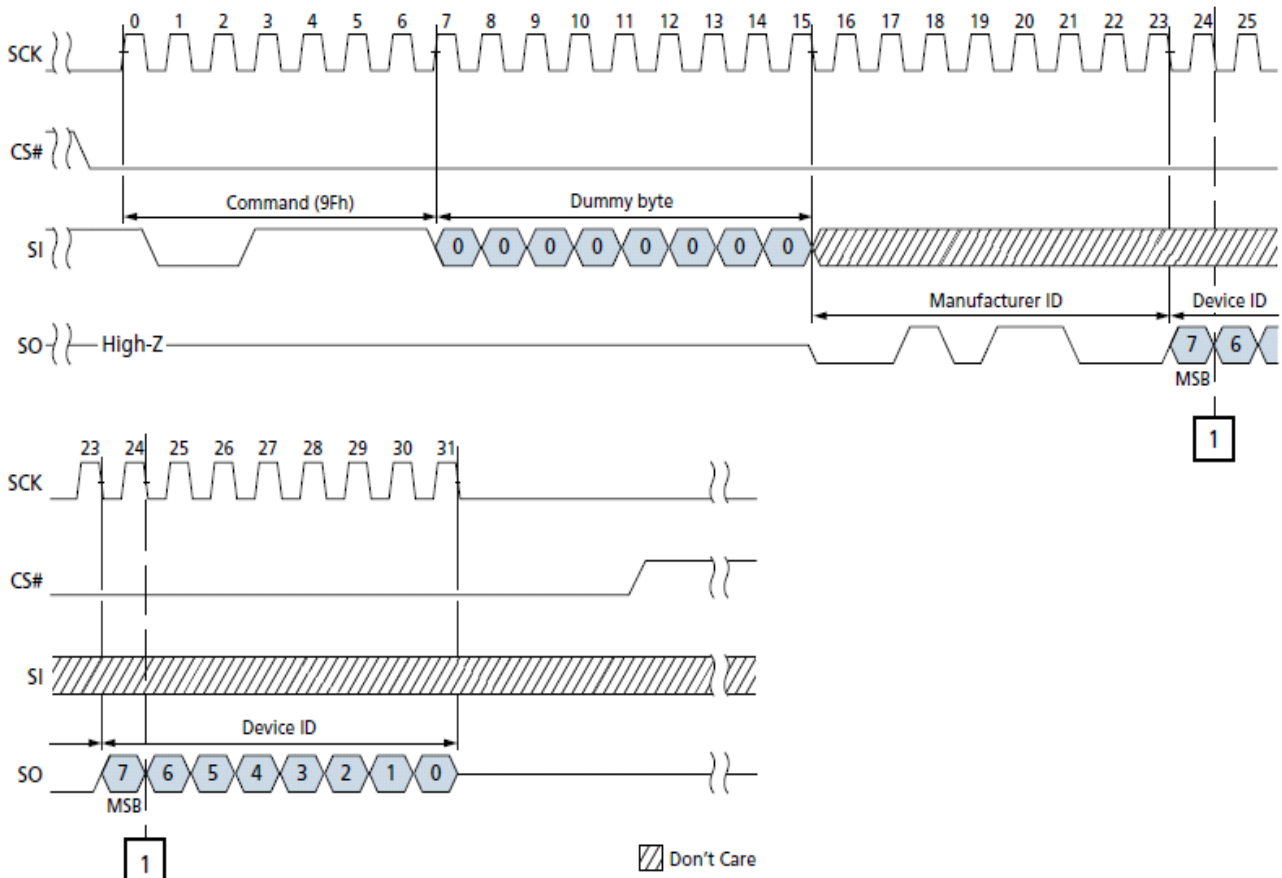 0 1 2 3 4 5 6 7 8 9 10 11 12 13 14 15 16 17 18 19 20 21 22 23 24 25
SCK
CS#
Command (9Fh) Dummy byte
SI 0 0 0 0 0 0 0 0
Manufacturer ID Device ID
SO High-Z 7 6
MSB
1
23 24 25 26 27 28 29 30 31
SCK
CS#
SI
Device ID
SO 7 6 5 4 3 2 1 0
MSB
1 Don't Care